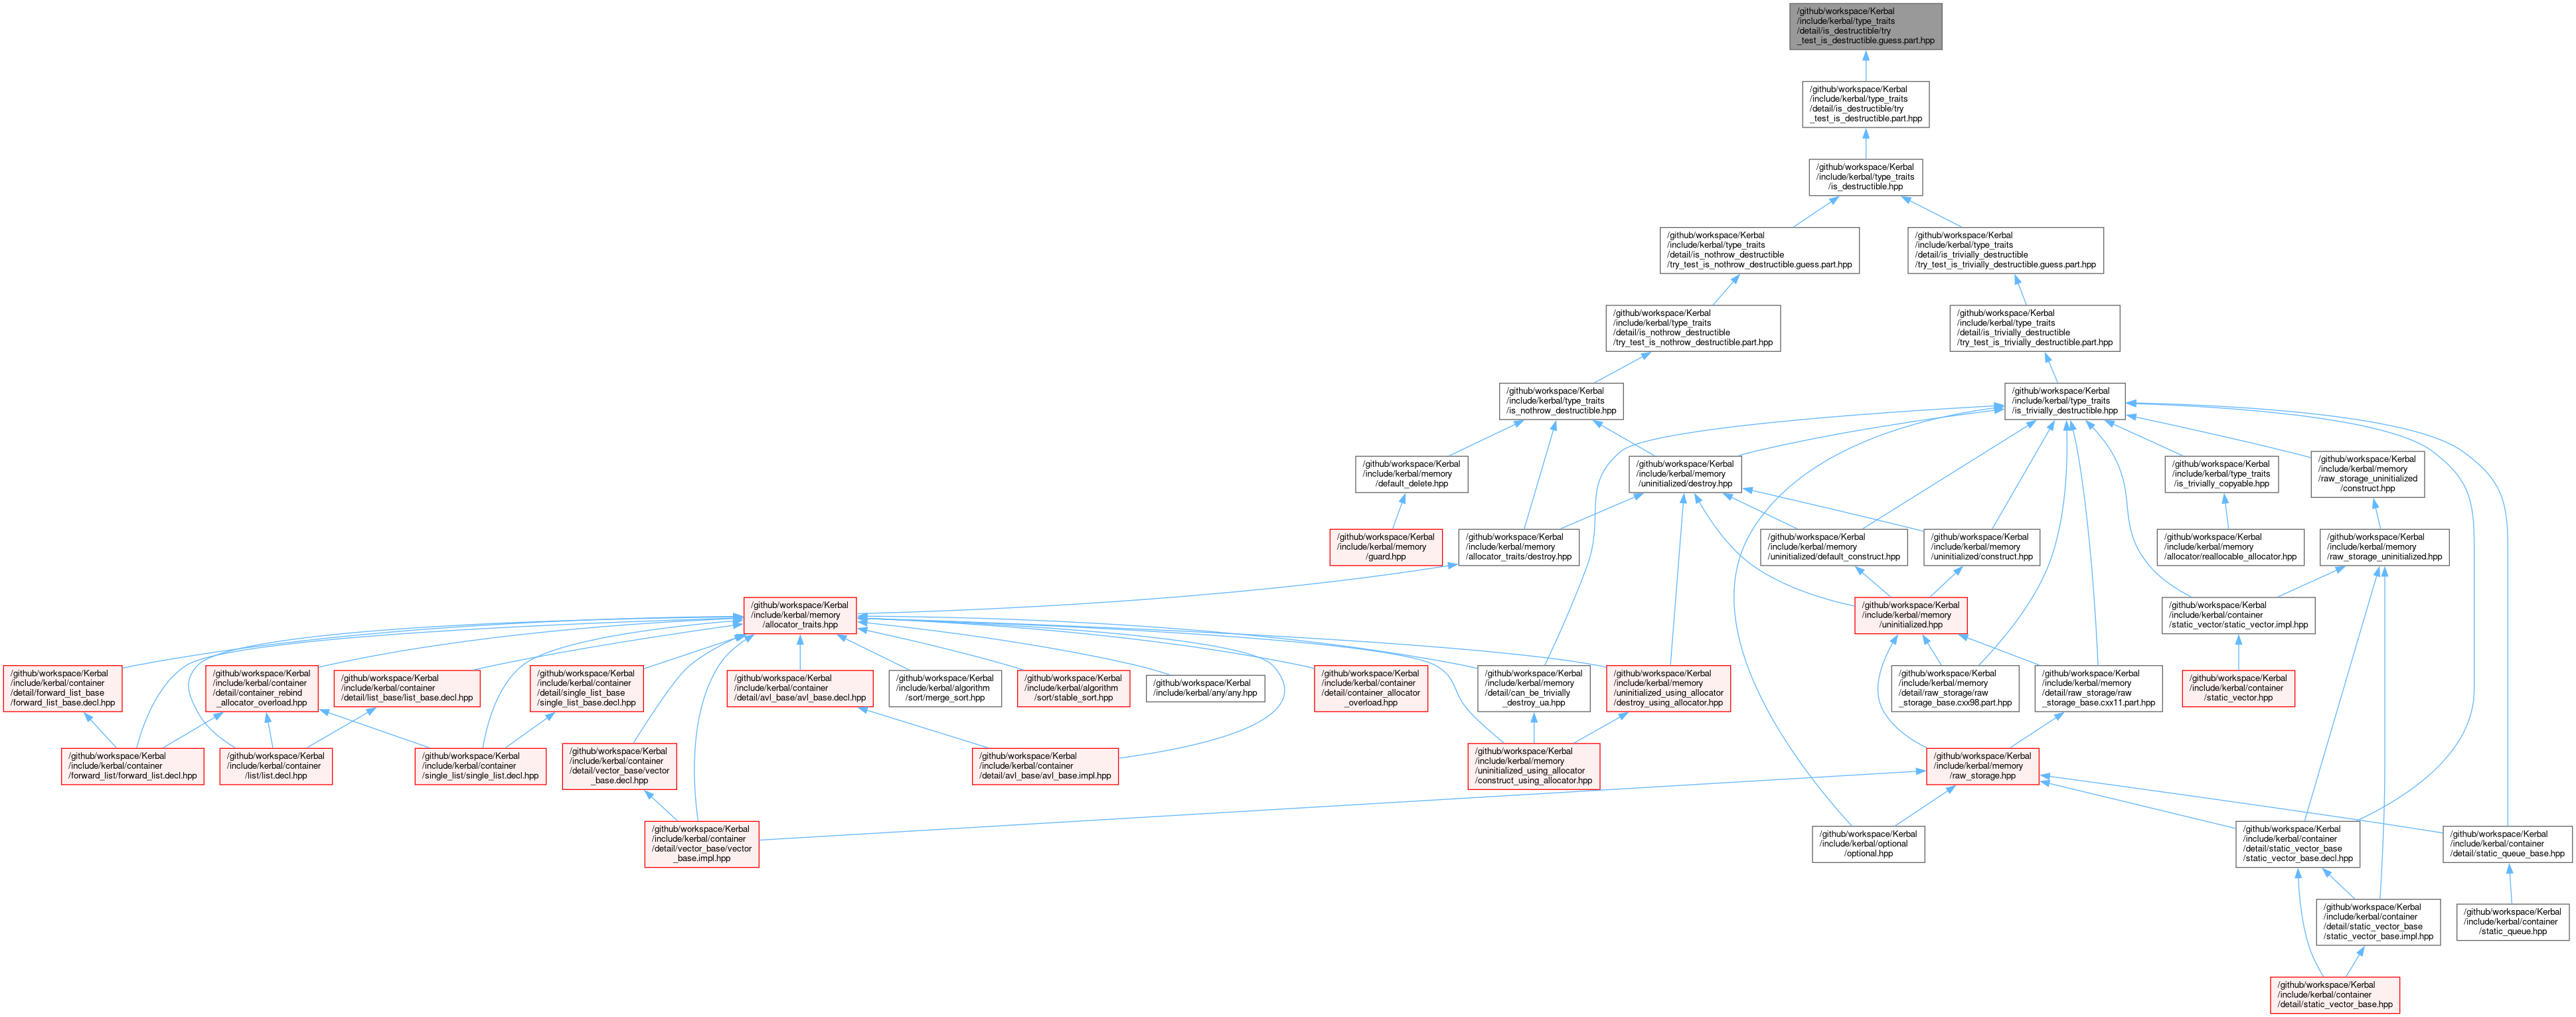 /github/workspace/Kerbal
/include/kerbal/type_traits
/detail/is_destructible/try
_test_is_destructible.guess.part.hpp
/github/workspace/Kerbal
/include/kerbal/type_traits
/detail/is_destructible/try
_test_is_destructible.part.hpp
/github/workspace/Kerbal
/include/kerbal/type_traits
/is_destructible.hpp
/github/workspace/Kerbal
/include/kerbal/type_traits
/detail/is_nothrow_destructible
/try_test_is_nothrow_destructible.guess.part.hpp
/github/workspace/Kerbal
/include/kerbal/type_traits
/detail/is_trivially_destructible
/try_test_is_trivially_destructible.guess.part.hpp
/github/workspace/Kerbal
/include/kerbal/type_traits
/detail/is_nothrow_destructible
/try_test_is_nothrow_destructible.part.hpp
/github/workspace/Kerbal
/include/kerbal/type_traits
/detail/is_trivially_destructible
/try_test_is_trivially_destructible.part.hpp
/github/workspace/Kerbal
/include/kerbal/type_traits
/is_nothrow_destructible.hpp
/github/workspace/Kerbal
/include/kerbal/type_traits
/is_trivially_destructible.hpp
/github/workspace/Kerbal
/include/kerbal/memory
/default_delete.hpp
/github/workspace/Kerbal
/include/kerbal/memory
/uninitialized/destroy.hpp
/github/workspace/Kerbal
/include/kerbal/type_traits
/is_trivially_copyable.hpp
/github/workspace/Kerbal
/include/kerbal/memory
/raw_storage_uninitialized
/construct.hpp
/github/workspace/Kerbal
/include/kerbal/memory
/guard.hpp
/github/workspace/Kerbal
/include/kerbal/memory
/allocator_traits/destroy.hpp
/github/workspace/Kerbal
/include/kerbal/memory
/uninitialized/default_construct.hpp
/github/workspace/Kerbal
/include/kerbal/memory
/uninitialized/construct.hpp
/github/workspace/Kerbal
/include/kerbal/memory
/allocator/reallocable_allocator.hpp
/github/workspace/Kerbal
/include/kerbal/memory
/raw_storage_uninitialized.hpp
/github/workspace/Kerbal
/include/kerbal/memory
/allocator_traits.hpp
/github/workspace/Kerbal
/include/kerbal/memory
/uninitialized.hpp
/github/workspace/Kerbal
/include/kerbal/container
/static_vector/static_vector.impl.hpp
/github/workspace/Kerbal
/include/kerbal/container
/detail/forward_list_base
/forward_list_base.decl.hpp
/github/workspace/Kerbal
/include/kerbal/container
/detail/container_rebind
_allocator_overload.hpp
/github/workspace/Kerbal
/include/kerbal/container
/detail/list_base/list_base.decl.hpp
/github/workspace/Kerbal
/include/kerbal/container
/detail/single_list_base
/single_list_base.decl.hpp
/github/workspace/Kerbal
/include/kerbal/container
/detail/avl_base/avl_base.decl.hpp
/github/workspace/Kerbal
/include/kerbal/algorithm
/sort/merge_sort.hpp
/github/workspace/Kerbal
/include/kerbal/algorithm
/sort/stable_sort.hpp
/github/workspace/Kerbal
/include/kerbal/any/any.hpp
/github/workspace/Kerbal
/include/kerbal/container
/detail/container_allocator
_overload.hpp
/github/workspace/Kerbal
/include/kerbal/memory
/detail/can_be_trivially
_destroy_ua.hpp
/github/workspace/Kerbal
/include/kerbal/memory
/uninitialized_using_allocator
/destroy_using_allocator.hpp
/github/workspace/Kerbal
/include/kerbal/memory
/detail/raw_storage/raw
_storage_base.cxx98.part.hpp
/github/workspace/Kerbal
/include/kerbal/memory
/detail/raw_storage/raw
_storage_base.cxx11.part.hpp
/github/workspace/Kerbal
/include/kerbal/container
/static_vector.hpp
/github/workspace/Kerbal
/include/kerbal/container
/forward_list/forward_list.decl.hpp
/github/workspace/Kerbal
/include/kerbal/container
/list/list.decl.hpp
/github/workspace/Kerbal
/include/kerbal/container
/single_list/single_list.decl.hpp
/github/workspace/Kerbal
/include/kerbal/container
/detail/vector_base/vector
_base.decl.hpp
/github/workspace/Kerbal
/include/kerbal/container
/detail/avl_base/avl_base.impl.hpp
/github/workspace/Kerbal
/include/kerbal/memory
/uninitialized_using_allocator
/construct_using_allocator.hpp
/github/workspace/Kerbal
/include/kerbal/memory
/raw_storage.hpp
/github/workspace/Kerbal
/include/kerbal/container
/detail/vector_base/vector
_base.impl.hpp
/github/workspace/Kerbal
/include/kerbal/optional
/optional.hpp
/github/workspace/Kerbal
/include/kerbal/container
/detail/static_vector_base
/static_vector_base.decl.hpp
/github/workspace/Kerbal
/include/kerbal/container
/detail/static_queue_base.hpp
/github/workspace/Kerbal
/include/kerbal/container
/detail/static_vector_base
/static_vector_base.impl.hpp
/github/workspace/Kerbal
/include/kerbal/container
/static_queue.hpp
/github/workspace/Kerbal
/include/kerbal/container
/detail/static_vector_base.hpp